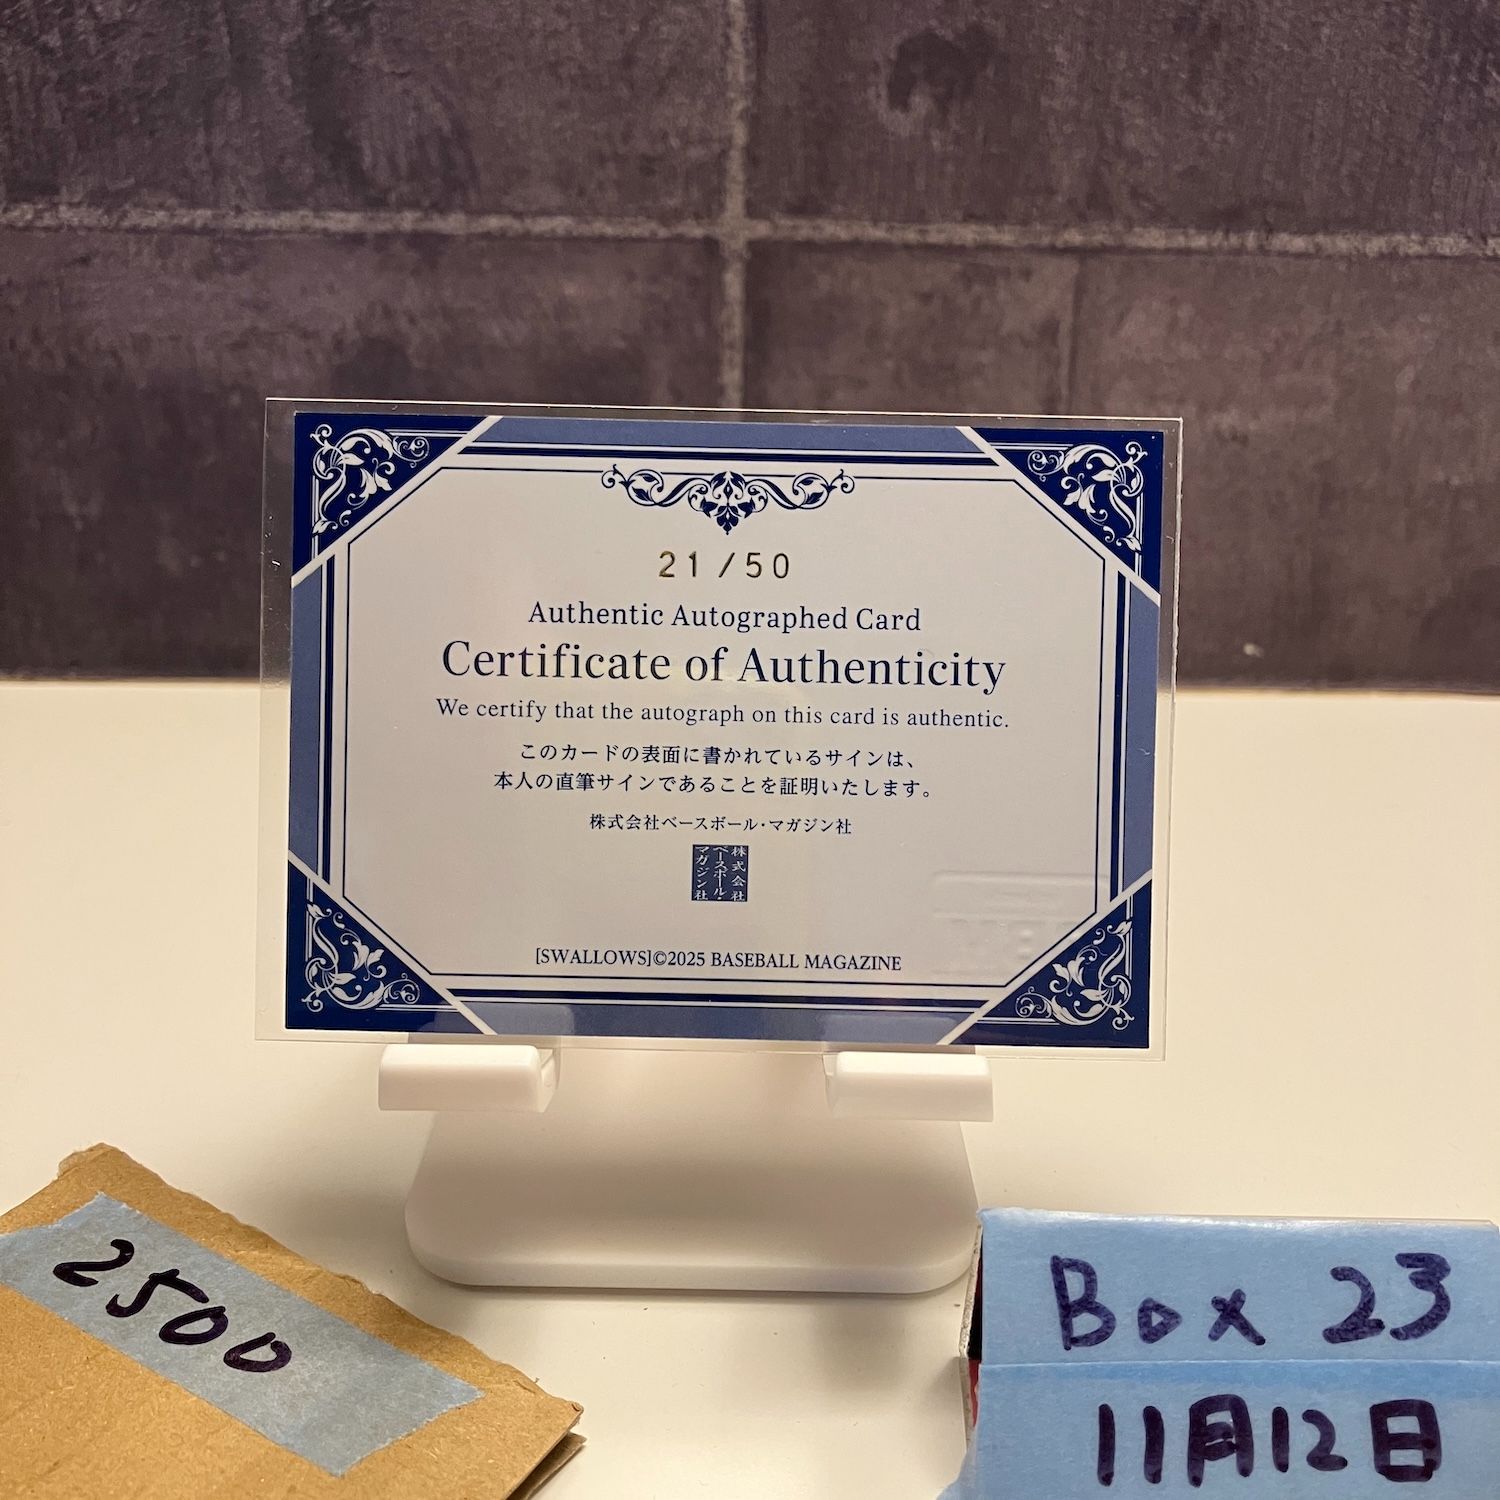 21/50
Authentic Autographed Card
Certificate of Authenticity
We certify that the autograph on this card is authentic.
このカードの表面に書かれているサインは、
本人の直筆サインであることを証明いたします。
株式会社ベースボール・マガジン社
株式会社
ベースボール・
マガジン社
[SWALLOWS]©2025 BASEBALL MAGAZINE
2500
Box 23
11月12日